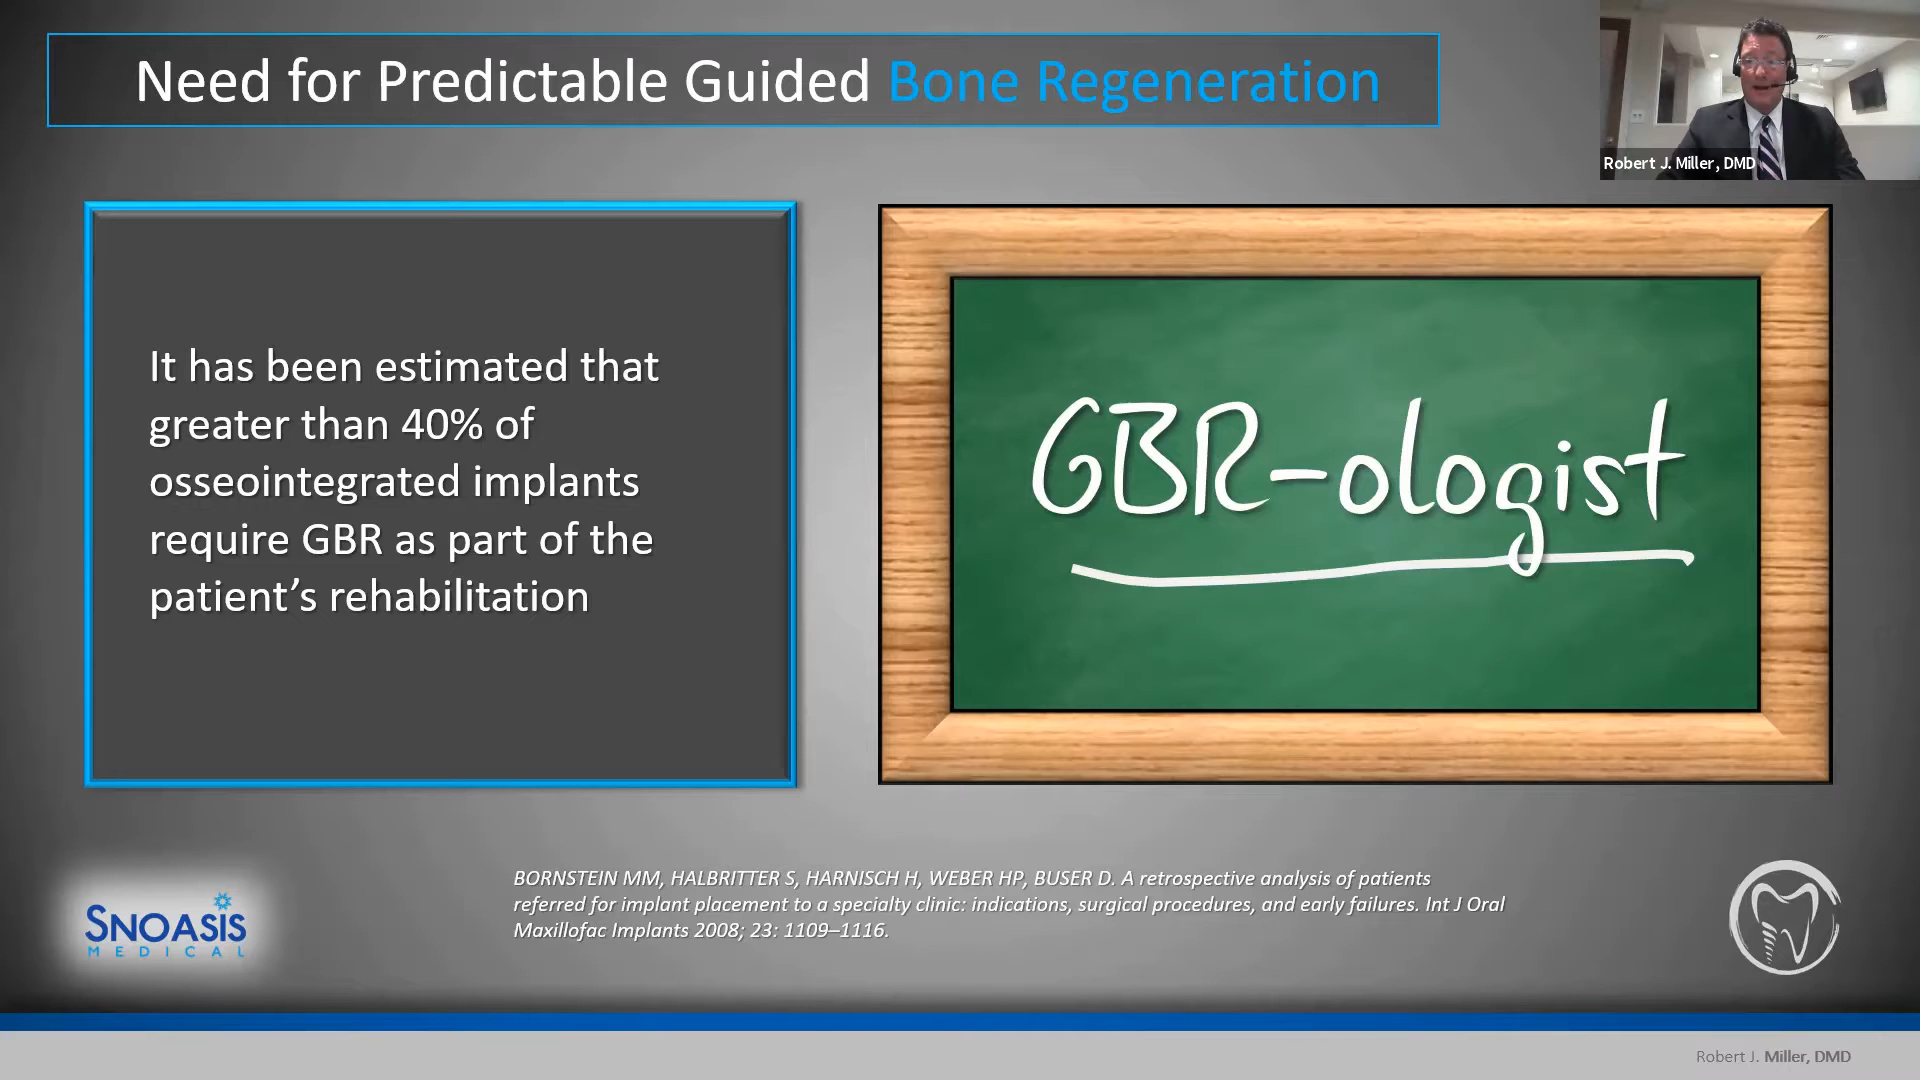 Need for Predictable Guided Bone Regeneration
Robert J. Miller, DMD
It has been estimated that
greater than 40% of
osseointegrated implants
require GBR as part of the
patient’s rehabilitation
GBR-ologist
BORNSTEIN MM, HALBRITTER S, HARNISCH H, WEBER HP, BUSER D. A retrospective analysis of patients
referred for implant placement to a specialty clinic: indications, surgical procedures, and early failures. Int J Oral
Maxillofac Implants 2008; 23: 1109–1116.
SNOASIS
MEDICAL
Robert J. Miller, DMD